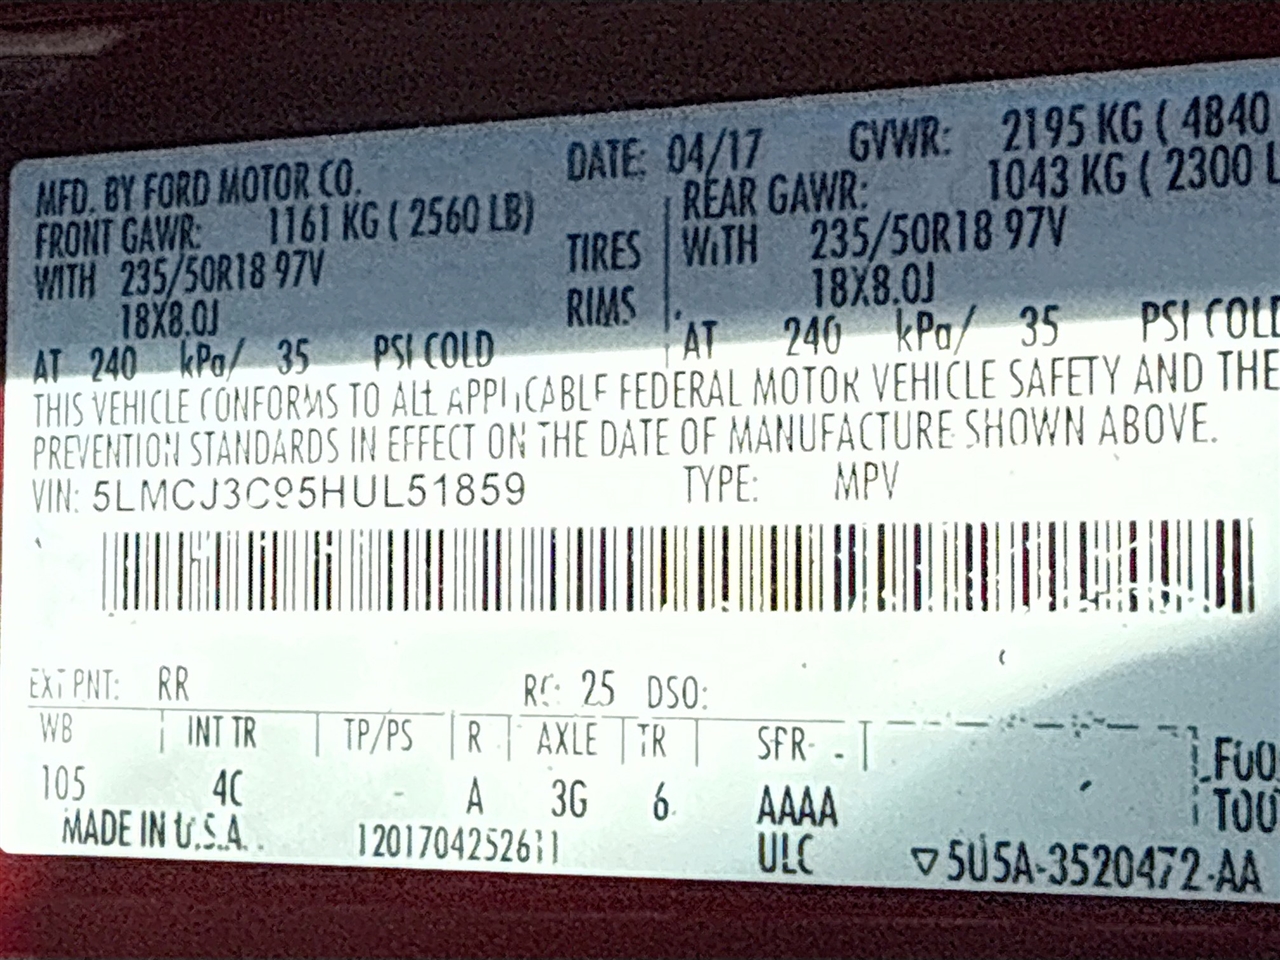 MFD. BY FORD MOTOR CO. DATE: 04/17 GVWR: 2195 KG ( 4840
FRONT GAWR: 1161 KG ( 2560 LB) REAR GAWR: 1043 KG ( 2300 L
WITH 235/50R18 97V TIRES WITH 235/50R18 97V
18X8.0J RIMS 18X8.0J
AT 240 kPa/ 35 PSI COLD AT 240 kPa/ 35 PSI COLD
THIS VEHICLE CONFORMS TO ALL APPLICABLE FEDERAL MOTOR VEHICLE SAFETY AND THE
PREVENTION STANDARDS IN EFFECT ON THE DATE OF MANUFACTURE SHOWN ABOVE.
VIN: 5LMCJ3C95HUL51859 TYPE: MPV
EXT PNT: RR RC: 25 DSO:
WB INT TR TP/PS R AXLE TR SPR
105 4C - A 3G 6 AAAA
MADE IN U.S.A. 1201704252611 ULC ▽5U5A-3520472-AA